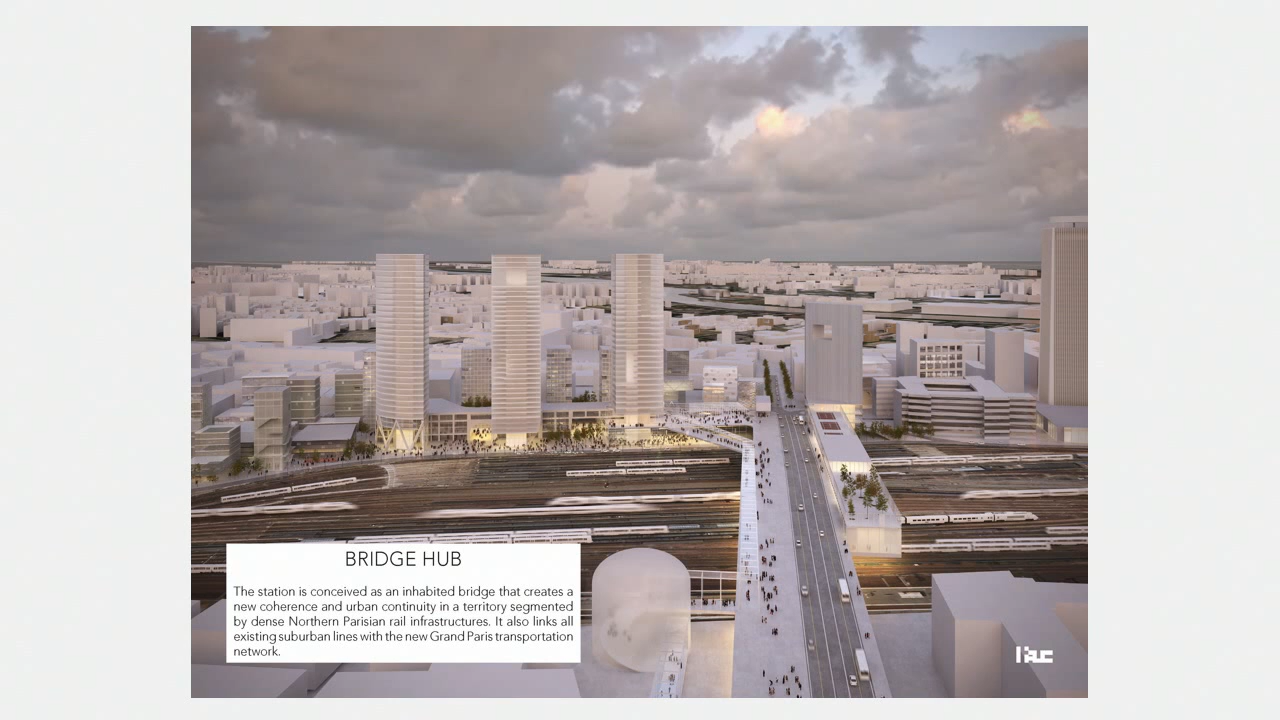 BRIDGE HUB
The station is conceived as an inhabited bridge that creates a
new coherence and urban continuity in a territory segmented
by dense Northern Parisian rail infrastructures. It also links all
existing suburban lines with the new Grand Paris transportation
network.